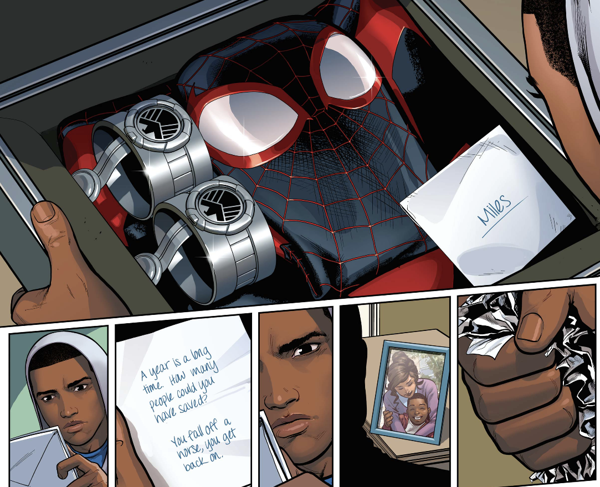 Miles
A year is a long
time. How many
people could you
have saved?
You fall off a
horse, you get
back on.